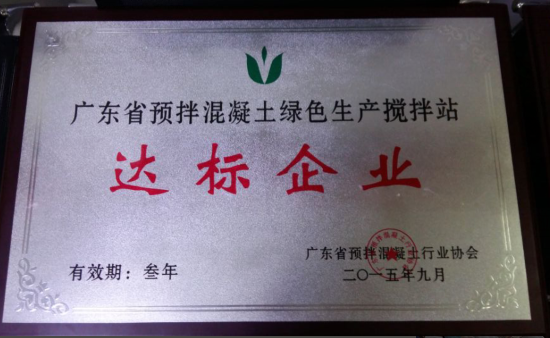 广东省预拌混凝土绿色生产搅拌站
达标企业
广东省预拌混凝土行业协会
有效期：叁年
二〇一五年九月